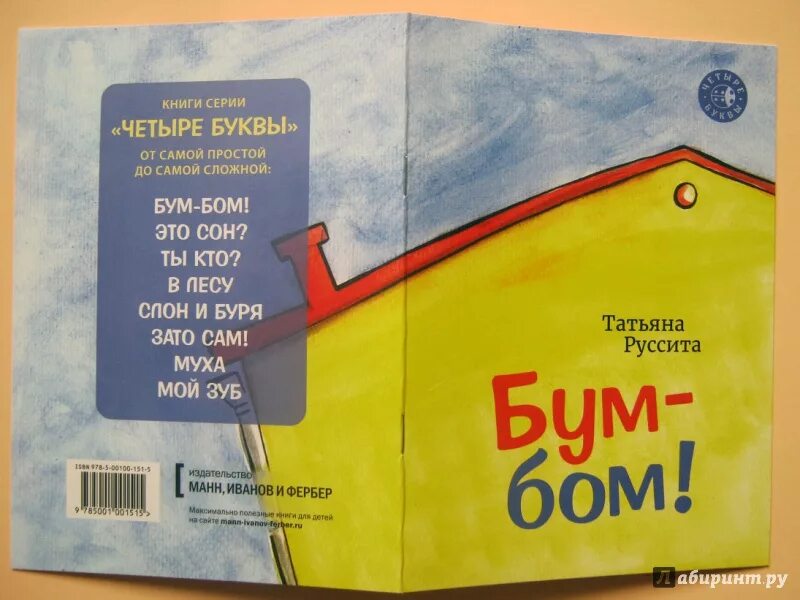 КНИГИ СЕРИИ
«ЧЕТЫРЕ БУКВЫ»
ОТ САМОЙ ПРОСТОЙ
ДО САМОЙ СЛОЖНОЙ:
БУМ-БОМ!
ЭТО СОН?
ТЫ КТО?
В ЛЕСУ
СЛОН И БУРЯ
ЗАТО САМ!
МУХА
МОЙ ЗУБ
ISBN 978-5-00100-151-5
9 785001 001515 >
издательство
МАНН, ИВАНОВ И ФЕРБЕР
Максимально полезные книги для детей
на сайте mann-ivanov-ferber.ru
ЧЕТЫРЕ
БУКВЫ
Татьяна
Руссита
Бум-
бом!
Лабиринт.ру